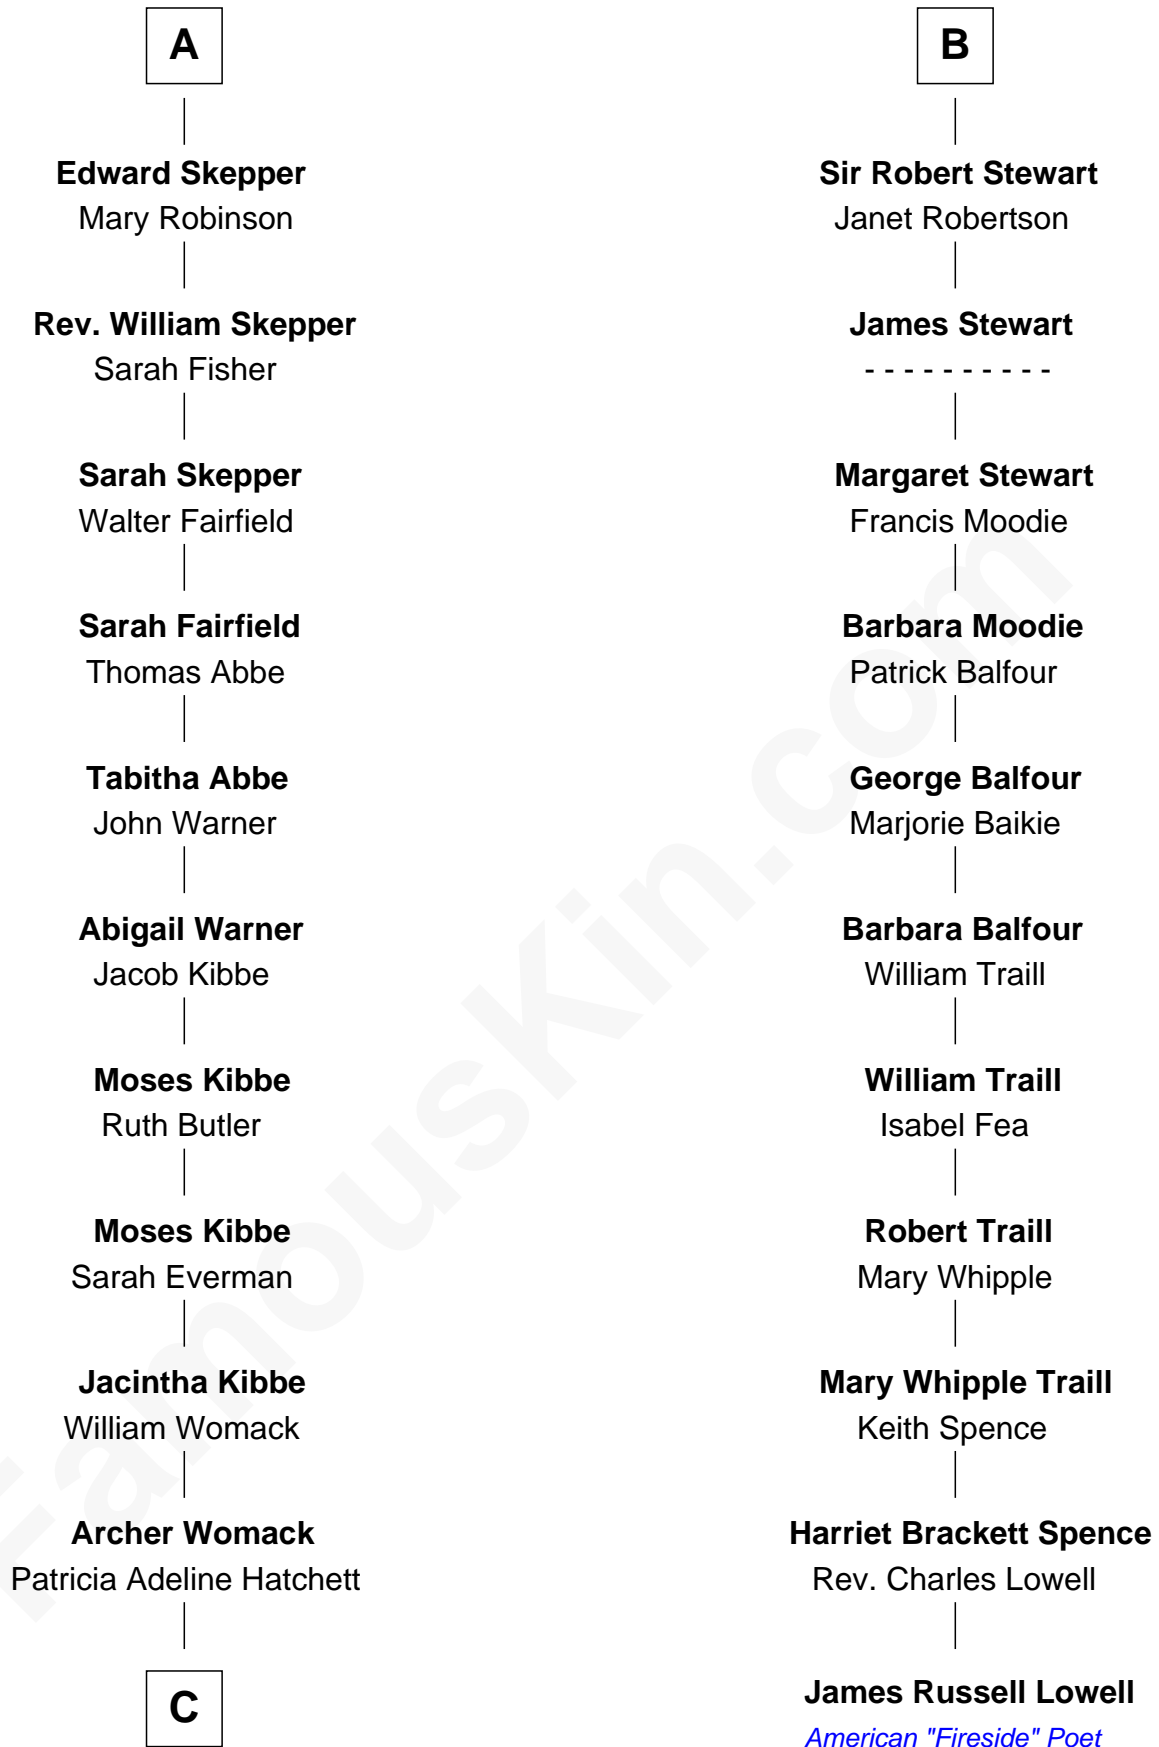 A
Edward Skepper
Mary Robinson
Rev. William Skepper
Sarah Fisher
Sarah Skepper
Walter Fairfield
Sarah Fairfield
Thomas Abbe
Tabitha Abbe
John Warner
Abigail Warner
Jacob Kibbe
Moses Kibbe
Ruth Butler
Moses Kibbe
Sarah Everman
Jacintha Kibbe
William Womack
Archer Womack
Patricia Adeline Hatchett
C
B
Sir Robert Stewart
Janet Robertson
James Stewart
- - - - - - - - - -
Margaret Stewart
Francis Moodie
Barbara Moodie
Patrick Balfour
George Balfour
Marjorie Baikie
Barbara Balfour
William Traill
William Traill
Isabel Fea
Robert Traill
Mary Whipple
Mary Whipple Traill
Keith Spence
Harriet Brackett Spence
Rev. Charles Lowell
James Russell Lowell
American "Fireside" Poet
FamousKin.com